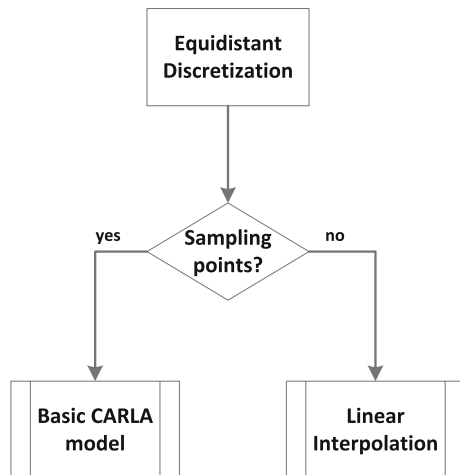 Equidistant
Discretization
yes
Sampling
points?
no
Basic CARLA
model
Linear
Interpolation